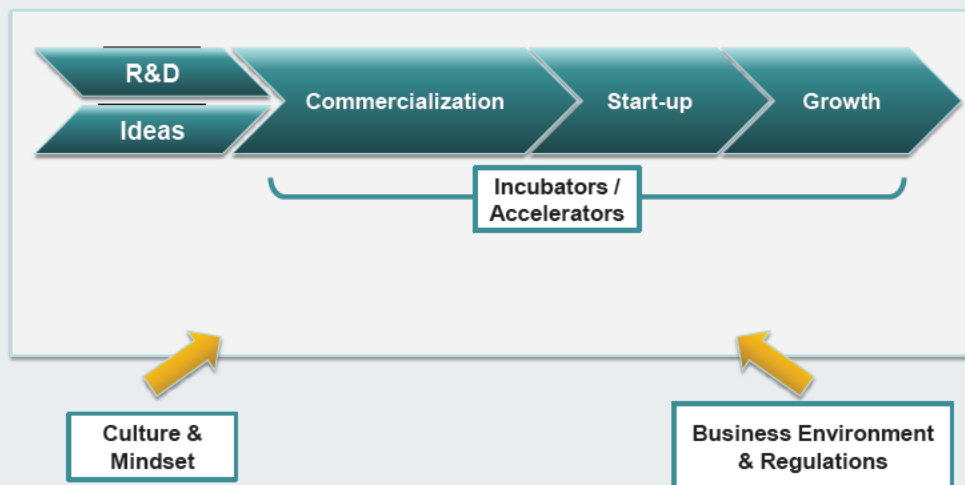 R&D
Ideas
Commercialization
Start-up
Growth
Incubators /
Accelerators
Culture &
Mindset
Business Environment
& Regulations